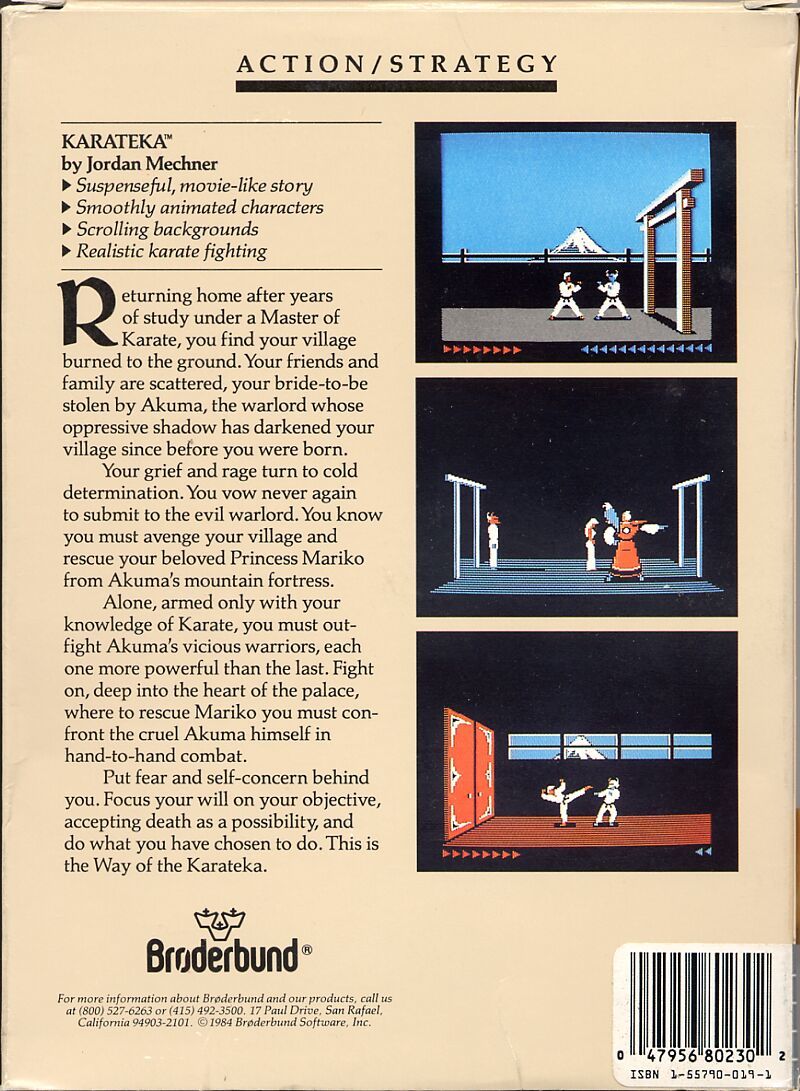 ACTION/STRATEGY
KARATEKA™
by Jordan Mechner
Suspenseful, movie-like story
Smoothly animated characters
Scrolling backgrounds
Realistic karate fighting
Returning home after years
of study under a Master of
Karate, you find your village
burned to the ground. Your friends and
family are scattered, your bride-to-be
stolen by Akuma, the warlord whose
oppressive shadow has darkened your
village since before you were born.
Your grief and rage turn to cold
determination. You vow never again
to submit to the evil warlord. You know
you must avenge your village and
rescue your beloved Princess Mariko
from Akuma's mountain fortress.
Alone, armed only with your
knowledge of Karate, you must out-
fight Akuma's vicious warriors, each
one more powerful than the last. Fight
on, deep into the heart of the palace,
where to rescue Mariko you must con-
front the cruel Akuma himself in
hand-to-hand combat.
Put fear and self-concern behind
you. Focus your will on your objective,
accepting death as a possibility, and
do what you have chosen to do. This is
the Way of the Karateka.
Brøderbund®
For more information about Brøderbund and our products, call us
at (800) 527-6263 or (415) 492-3500. 17 Paul Drive, San Rafael,
California 94903-2101. ©1984 Brøderbund Software, Inc.
0 47956 80230 2
ISBN 1-55790-019-1